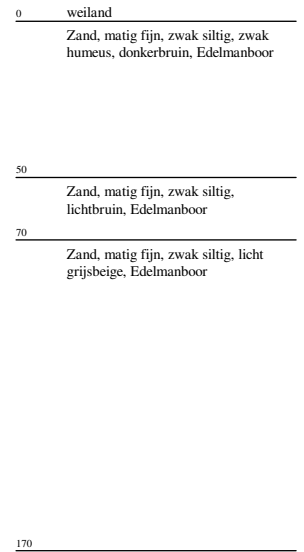 0 weiland
Zand, matig fijn, zwak siltig, zwak
humeus, donkerbruin, Edelmanboor
50
Zand, matig fijn, zwak siltig,
lichtbruin, Edelmanboor
70
Zand, matig fijn, zwak siltig, licht
grijsbeige, Edelmanboor
170